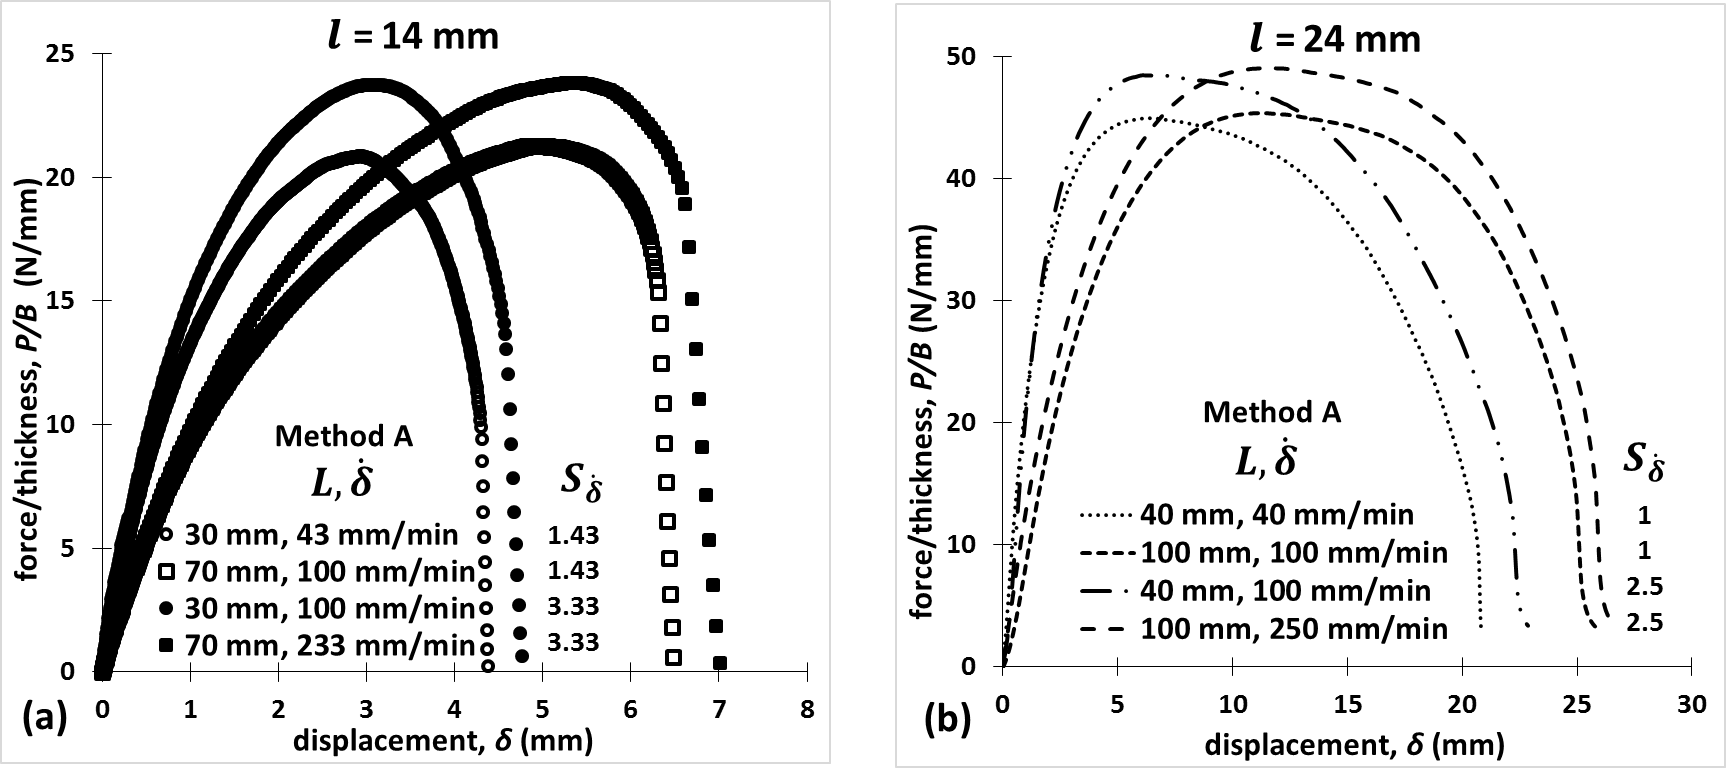 l = 14 mm
25
20
15
10
5
0
force/thickness, P/B (N/mm)
Method A
L, δ̇
S_δ̇
30 mm, 43 mm/min 1.43
70 mm, 100 mm/min 1.43
30 mm, 100 mm/min 3.33
70 mm, 233 mm/min 3.33
0 1 2 3 4 5 6 7 8
(a)
displacement, δ (mm)
l = 24 mm
50
40
30
20
10
0
force/thickness, P/B (N/mm)
Method A
L, δ̇
S_δ̇
40 mm, 40 mm/min 1
100 mm, 100 mm/min 1
40 mm, 100 mm/min 2.5
100 mm, 250 mm/min 2.5
0 5 10 15 20 25 30
(b)
displacement, δ (mm)